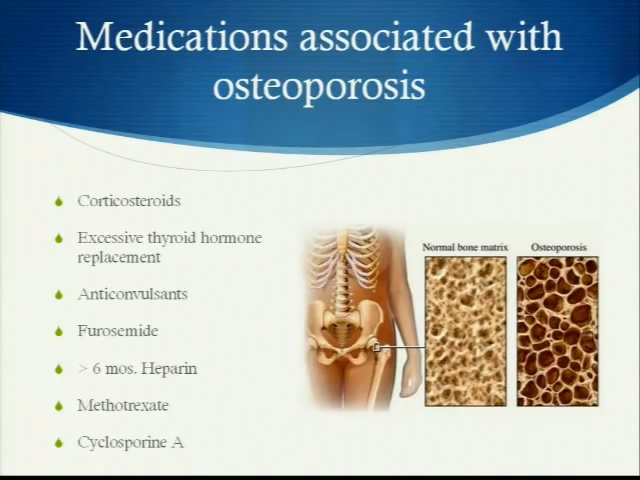 Medications associated with
osteoporosis
Corticosteroids
Excessive thyroid hormone
replacement
Anticonvulsants
Furosemide
> 6 mos. Heparin
Methotrexate
Cyclosporine A
Normal bone matrix
Osteoporosis